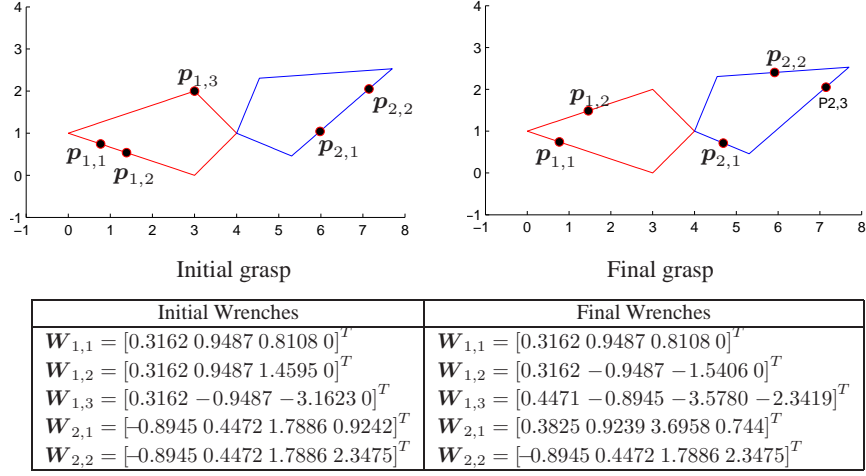 4
3
2
1
0
−1
−1 0 1 2 3 4 5 6 7 8
p1,3
p1,1
p1,2
p2,2
p2,1
Initial grasp
4
3
2
1
0
−1
−1 0 1 2 3 4 5 6 7 8
p2,2
p1,2
P2,3
p1,1
p2,1
Final grasp
Initial Wrenches Final Wrenches
W1,1 = [0.3162 0.9487 0.8108 0]^T W1,1 = [0.3162 0.9487 0.8108 0]^T
W1,2 = [0.3162 0.9487 1.4595 0]^T W1,2 = [0.3162 −0.9487 −1.5406 0]^T
W1,3 = [0.3162 −0.9487 −3.1623 0]^T W1,3 = [0.4471 −0.8945 −3.5780 −2.3419]^T
W2,1 = [–0.8945 0.4472 1.7886 0.9242]^T W2,1 = [0.3825 0.9239 3.6958 0.744]^T
W2,2 = [–0.8945 0.4472 1.7886 2.3475]^T W2,2 = [−0.8945 0.4472 1.7886 2.3475]^T